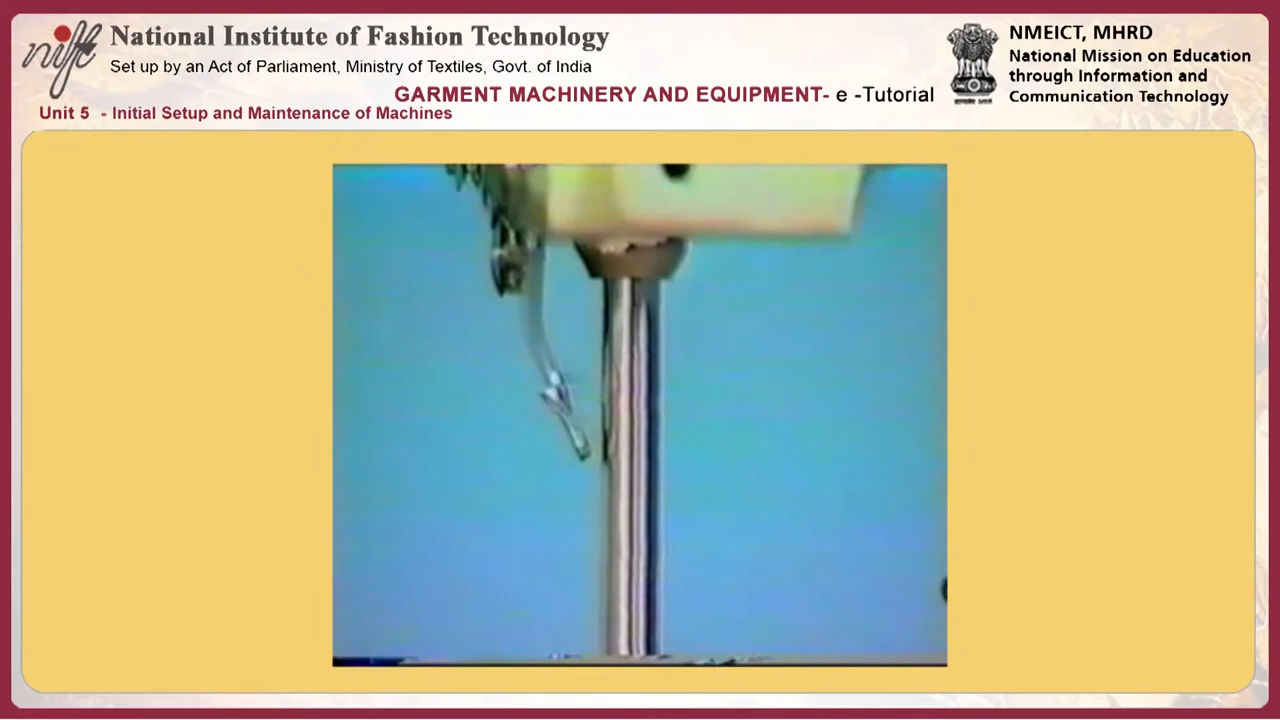 nift
National Institute of Fashion Technology
Set up by an Act of Parliament, Ministry of Textiles, Govt. of India
GARMENT MACHINERY AND EQUIPMENT- e -Tutorial
Unit 5 - Initial Setup and Maintenance of Machines
NMEICT, MHRD
National Mission on Education
through Information and
Communication Technology